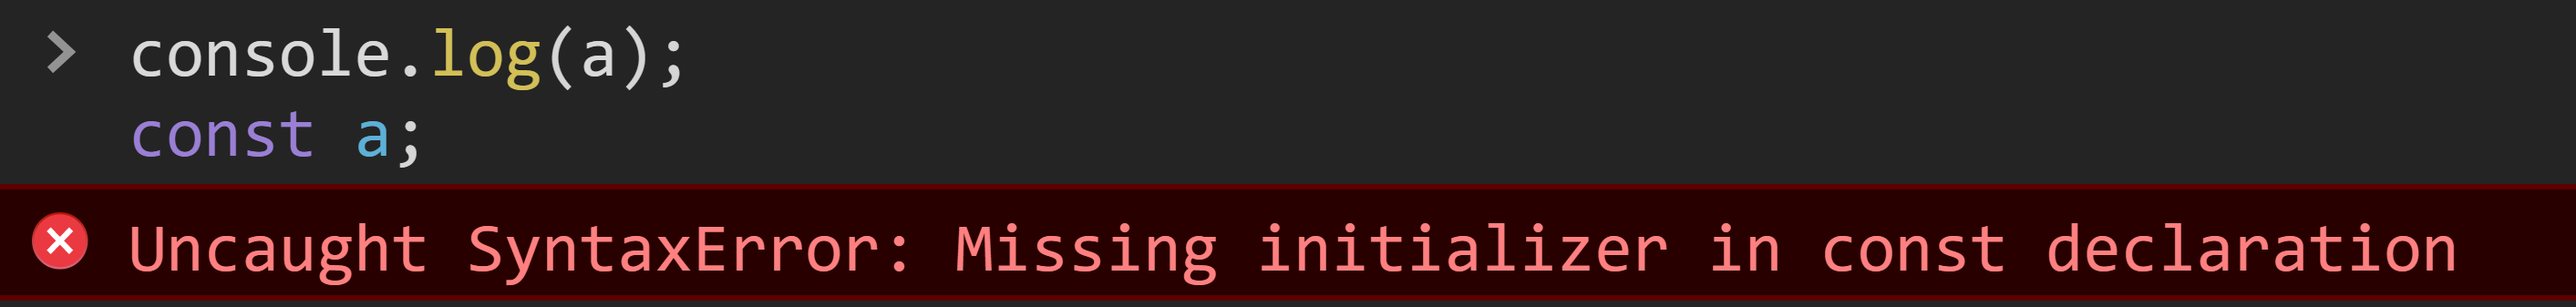 > console.log(a);
const a;
Uncaught SyntaxError: Missing initializer in const declaration